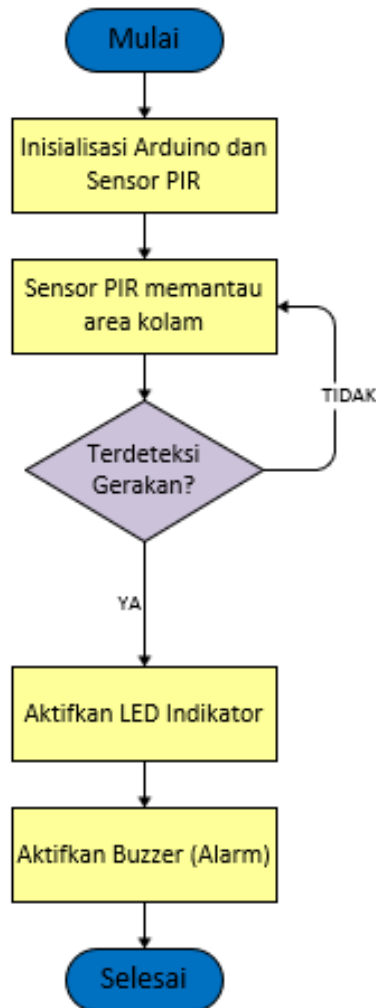 Mulai
Inisialisasi Arduino dan
Sensor PIR
Sensor PIR memantau
area kolam
TIDAK
Terdeteksi
Gerakan?
YA
Aktifkan LED Indikator
Aktifkan Buzzer (Alarm)
Selesai